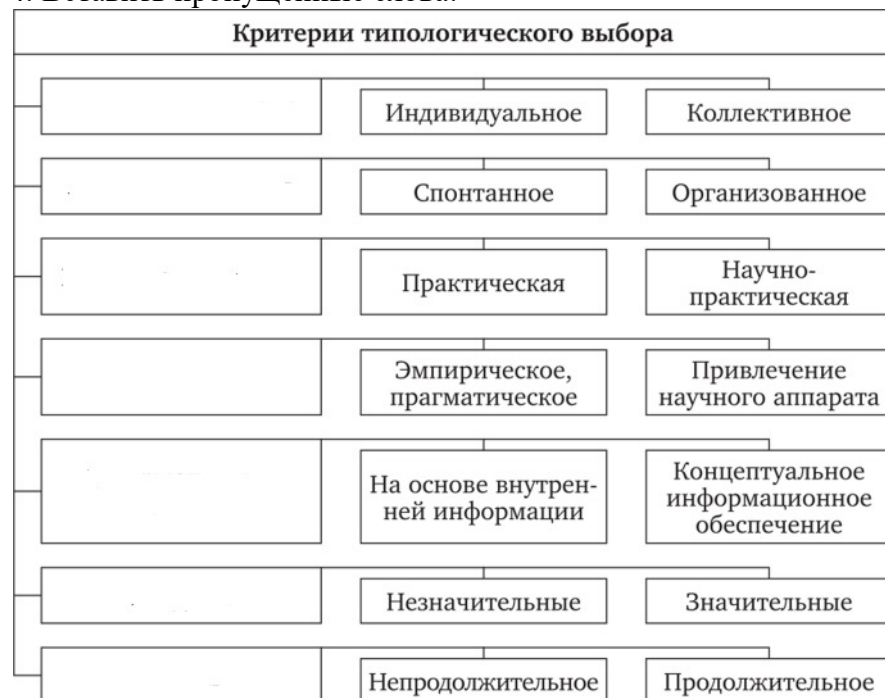 Критерии типологического выбора
Индивидуальное
Коллективное
Спонтанное
Организованное
Практическая
Научно-
практическая
Эмпирическое,
прагматическое
Привлечение
научного аппарата
На основе внутрен-
ней информации
Концептуальное
информационное
обеспечение
Незначительные
Значительные
Непродолжительное
Продолжительное